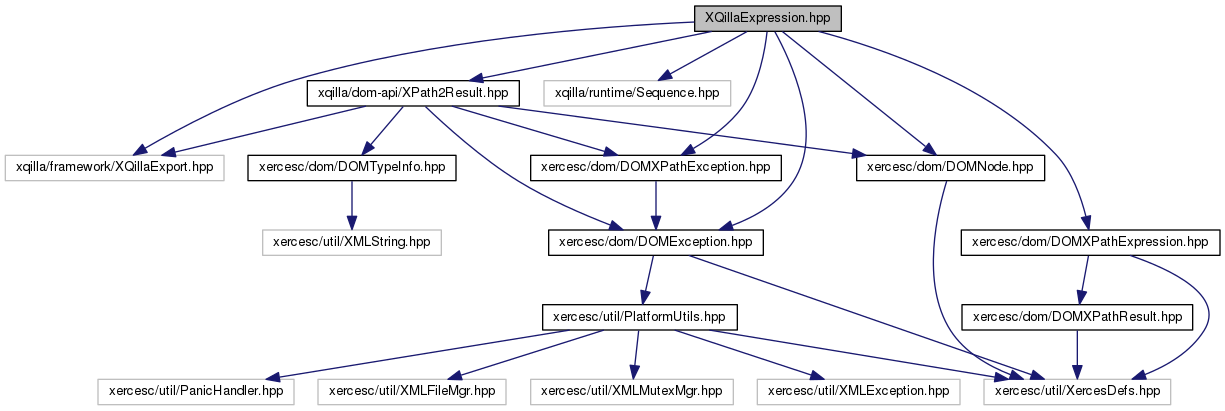 XQillaExpression.hpp
xqilla/dom-api/XPath2Result.hpp
xqilla/runtime/Sequence.hpp
xqilla/framework/XQillaExport.hpp
xercesc/dom/DOMTypeInfo.hpp
xercesc/dom/DOMXPathException.hpp
xercesc/dom/DOMNode.hpp
xercesc/util/XMLString.hpp
xercesc/dom/DOMException.hpp
xercesc/dom/DOMXPathExpression.hpp
xercesc/util/PlatformUtils.hpp
xercesc/dom/DOMXPathResult.hpp
xercesc/util/PanicHandler.hpp
xercesc/util/XMLFileMgr.hpp
xercesc/util/XMLMutexMgr.hpp
xercesc/util/XMLException.hpp
xercesc/util/XercesDefs.hpp